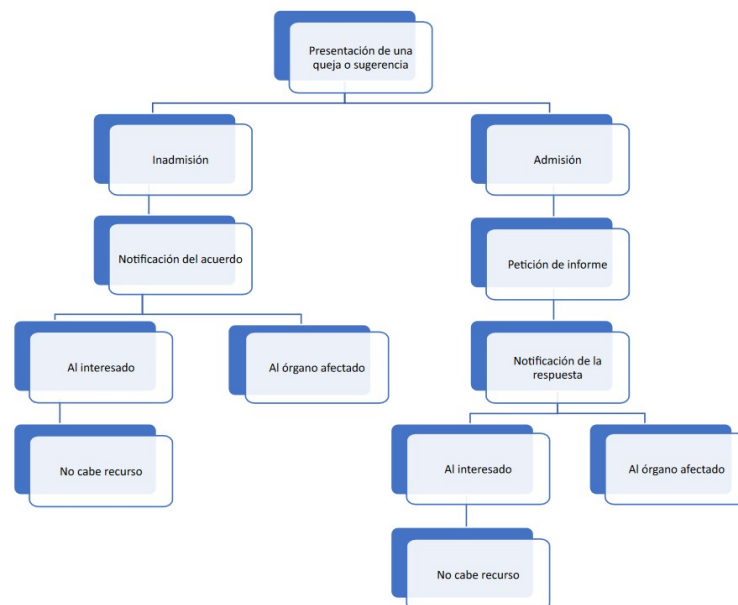 Presentación de una
queja o sugerencia
Inadmisión
Admisión
Notificación del acuerdo
Petición de informe
Al interesado
Al órgano afectado
Notificación de la
respuesta
No cabe recurso
Al interesado
Al órgano afectado
No cabe recurso